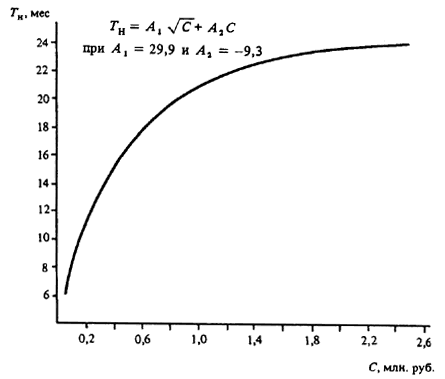 Tн, мес
Tн = A₁ √C + A₂C
при A₁ = 29,9 и A₂ = −9,3
24
22
20
18
16
14
12
10
8
6
0,2 0,6 1,0 1,4 1,8 2,2 2,6
C, млн. руб.